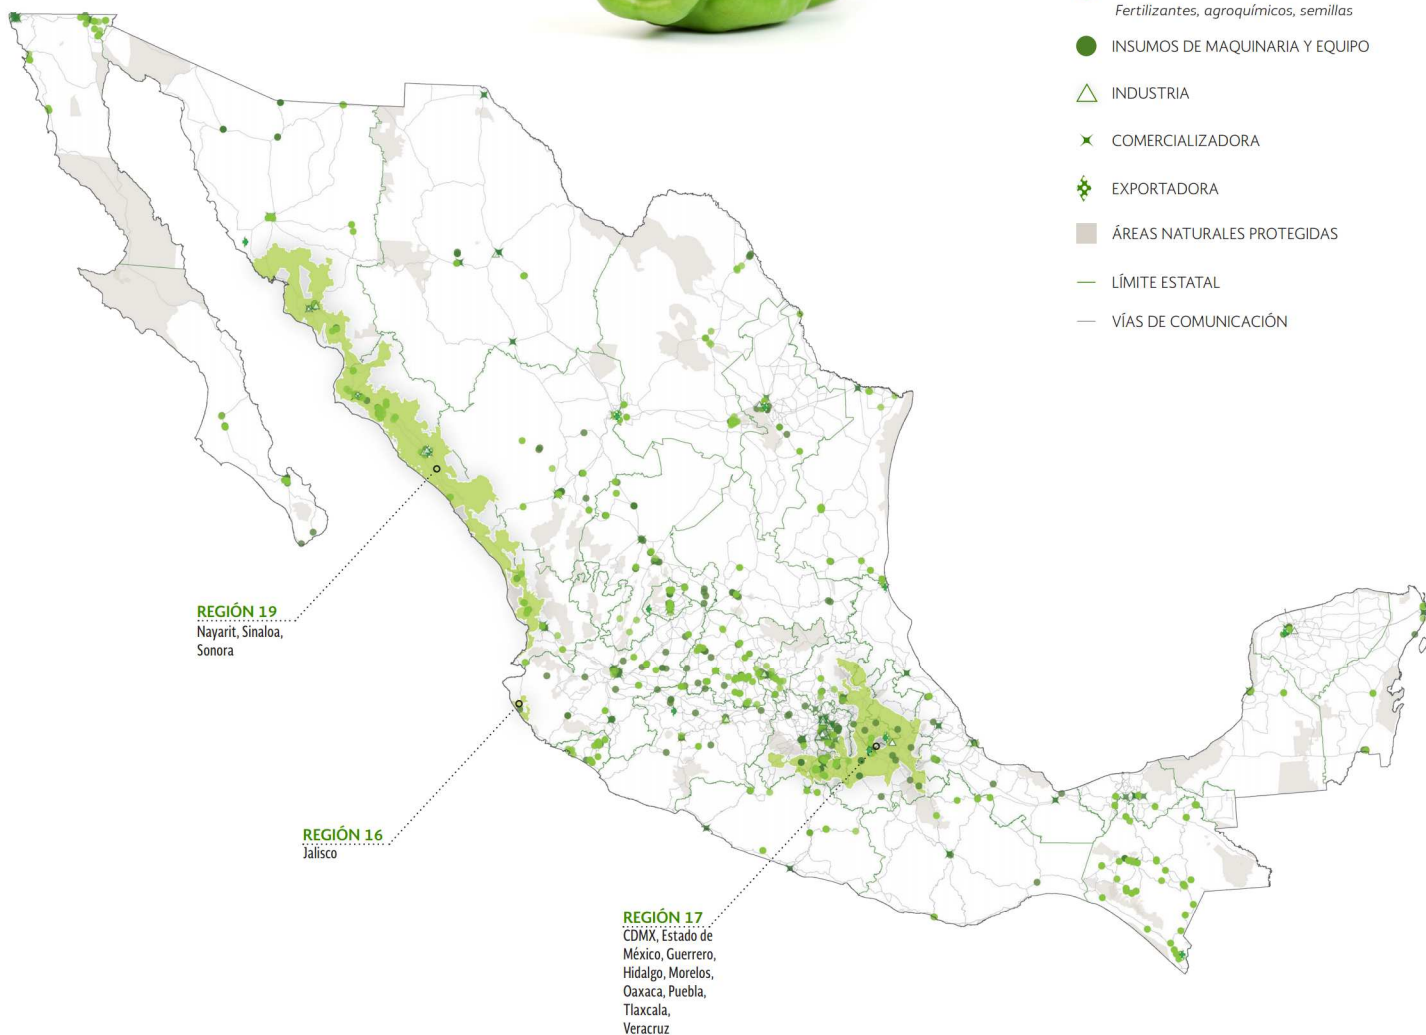 Fertilizantes, agroquímicos, semillas
INSUMOS DE MAQUINARIA Y EQUIPO
INDUSTRIA
COMERCIALIZADORA
EXPORTADORA
ÁREAS NATURALES PROTEGIDAS
LÍMITE ESTATAL
VÍAS DE COMUNICACIÓN
REGIÓN 19
Nayarit, Sinaloa,
Sonora
REGIÓN 16
Jalisco
REGIÓN 17
CDMX, Estado de
México, Guerrero,
Hidalgo, Morelos,
Oaxaca, Puebla,
Tlaxcala,
Veracruz